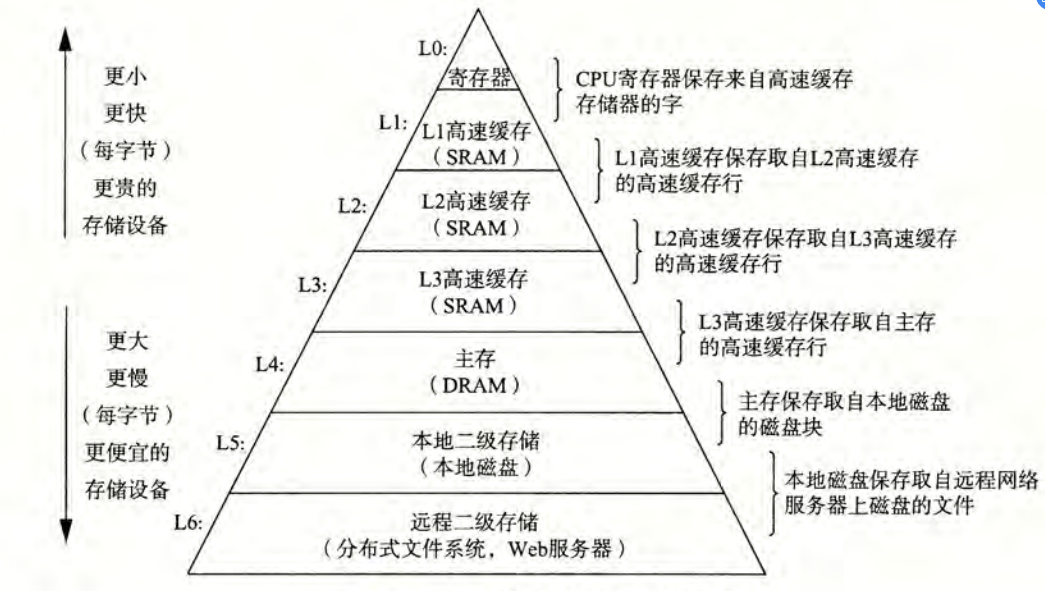 L0:
寄存器
CPU寄存器保存来自高速缓存
存储器的字
更小
更快
（每字节）
更贵的
存储设备
L1:
L1高速缓存
（SRAM）
L1高速缓存保存取自L2高速缓存
的高速缓存行
L2:
L2高速缓存
（SRAM）
L2高速缓存保存取自L3高速缓存
的高速缓存行
L3:
L3高速缓存
（SRAM）
L3高速缓存保存取自主存
的高速缓存行
更大
更慢
（每字节）
更便宜的
存储设备
L4:
主存
（DRAM）
主存保存取自本地磁盘
的磁盘块
L5:
本地二级存储
（本地磁盘）
本地磁盘保存取自远程网络
服务器上磁盘的文件
L6:
远程二级存储
（分布式文件系统，Web服务器）